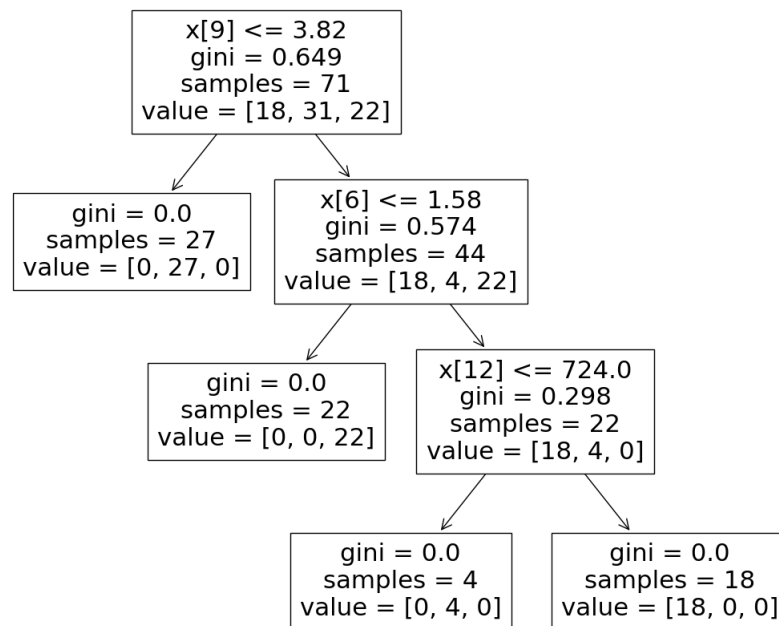 x[9] <= 3.82
gini = 0.649
samples = 71
value = [18, 31, 22]
gini = 0.0
samples = 27
value = [0, 27, 0]
x[6] <= 1.58
gini = 0.574
samples = 44
value = [18, 4, 22]
gini = 0.0
samples = 22
value = [0, 0, 22]
x[12] <= 724.0
gini = 0.298
samples = 22
value = [18, 4, 0]
gini = 0.0
samples = 4
value = [0, 4, 0]
gini = 0.0
samples = 18
value = [18, 0, 0]